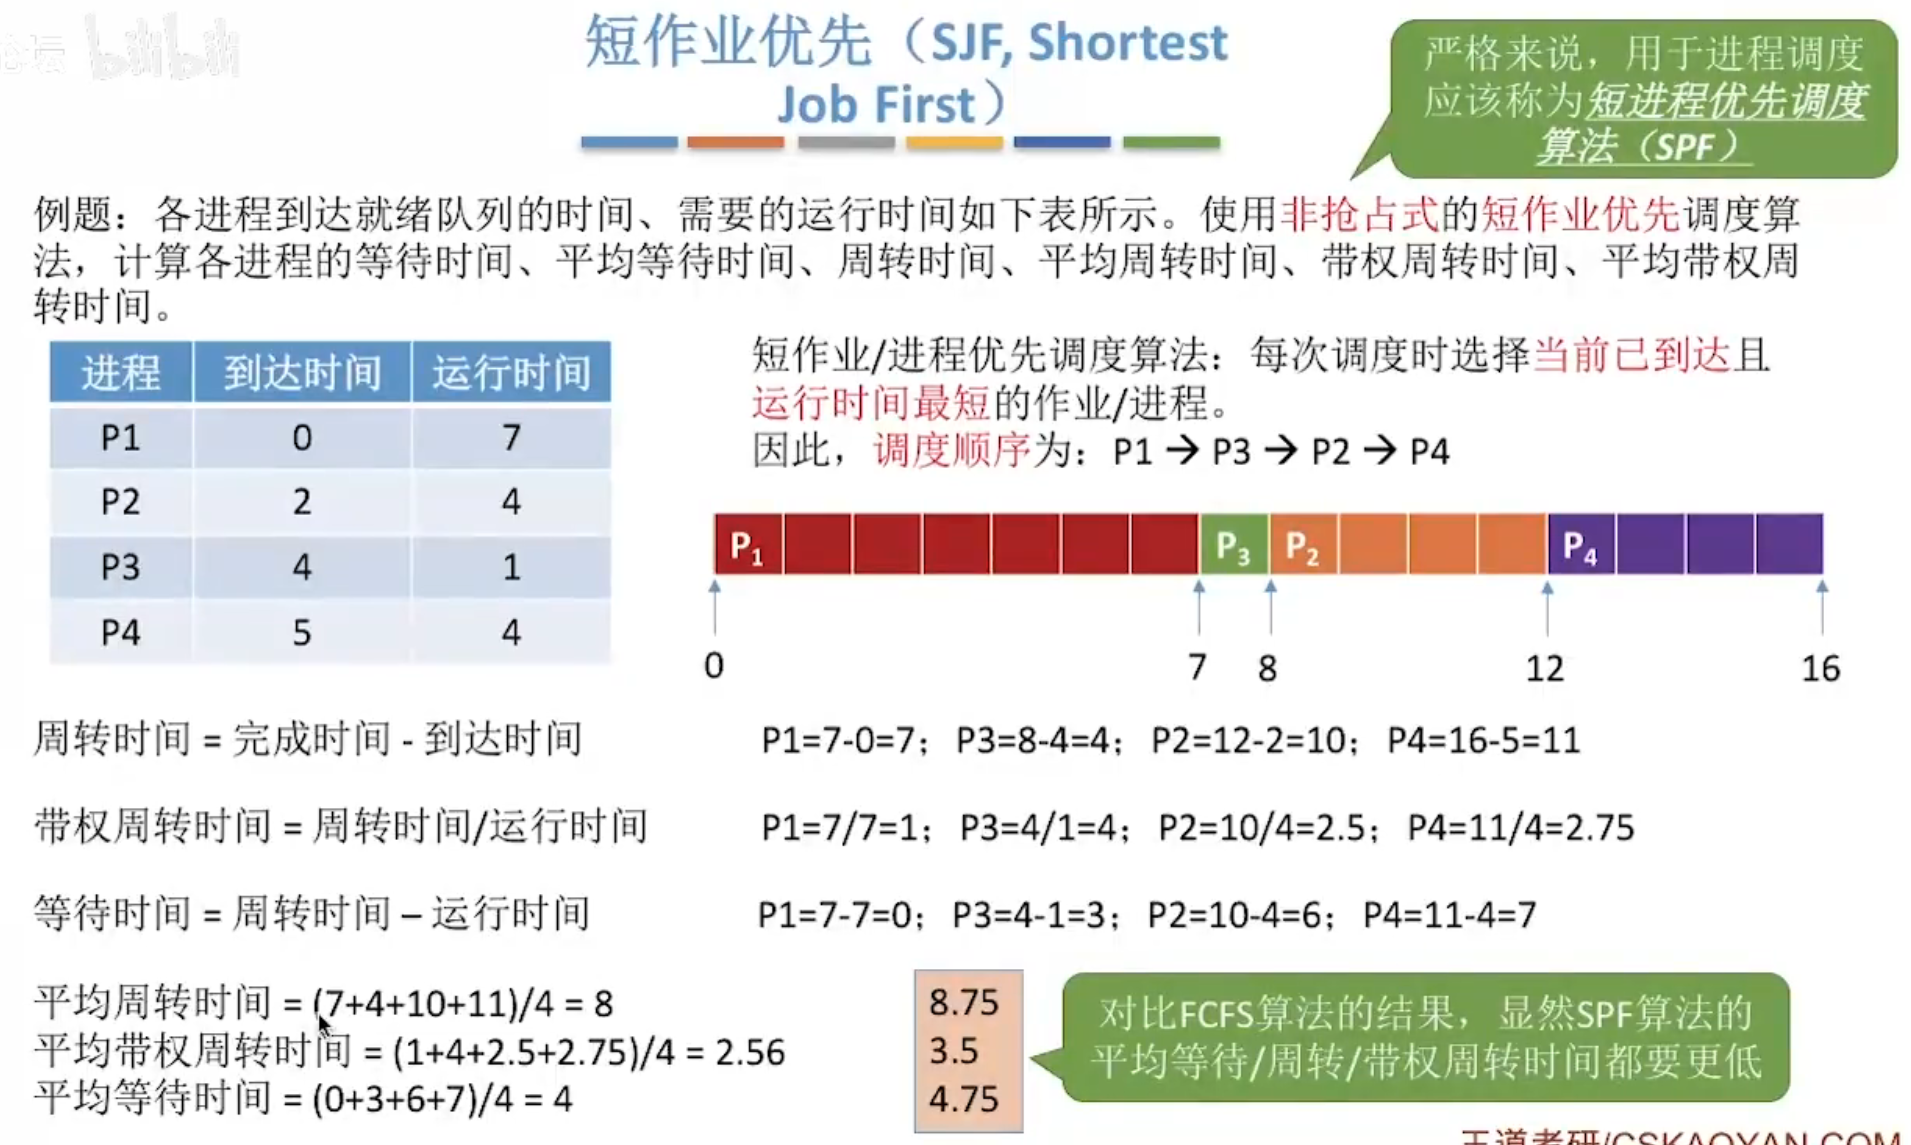 论坛 bilibili
短作业优先（SJF, Shortest
Job First）
严格来说，用于进程调度
应该称为短进程优先调度
算法（SPF）
例题：各进程到达就绪队列的时间、需要的运行时间如下表所示。使用非抢占式的短作业优先调度算
法，计算各进程的等待时间、平均等待时间、周转时间、平均周转时间、带权周转时间、平均带权周
转时间。
进程 到达时间 运行时间
P1 0 7
P2 2 4
P3 4 1
P4 5 4
短作业/进程优先调度算法：每次调度时选择当前已到达且
运行时间最短的作业/进程。
因此，调度顺序为：P1 → P3 → P2 → P4
P1 P3 P2 P4
0 7 8 12 16
周转时间 = 完成时间 - 到达时间 P1=7-0=7；P3=8-4=4；P2=12-2=10；P4=16-5=11
带权周转时间 = 周转时间/运行时间 P1=7/7=1；P3=4/1=4；P2=10/4=2.5；P4=11/4=2.75
等待时间 = 周转时间 – 运行时间 P1=7-7=0；P3=4-1=3；P2=10-4=6；P4=11-4=7
平均周转时间 = (7+4+10+11)/4 = 8
平均带权周转时间 = (1+4+2.5+2.75)/4 = 2.56
平均等待时间 = (0+3+6+7)/4 = 4
8.75
3.5
4.75
对比FCFS算法的结果，显然SPF算法的
平均等待/周转/带权周转时间都要更低
王道考研/CSKAOYAN.COM